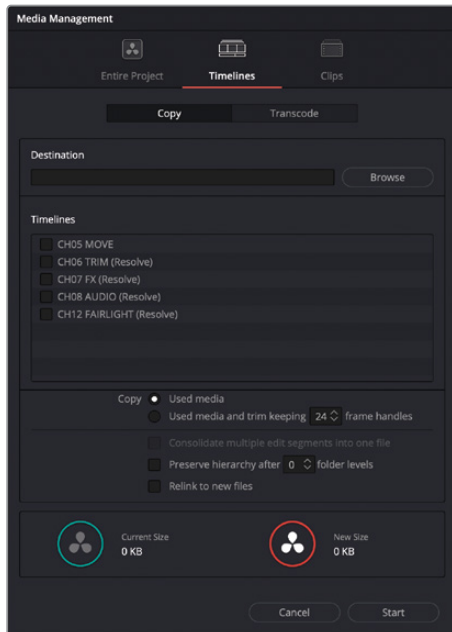 Media Management
Entire Project Timelines Clips
Copy Transcode
Destination
Browse
Timelines
CH05 MOVE
CH06 TRIM (Resolve)
CH07 FX (Resolve)
CH08 AUDIO (Resolve)
CH12 FAIRLIGHT (Resolve)
Copy Used media
Used media and trim keeping 24 frame handles
Consolidate multiple edit segments into one file
Preserve hierarchy after 0 folder levels
Relink to new files
Current Size New Size
0 KB 0 KB
Cancel Start